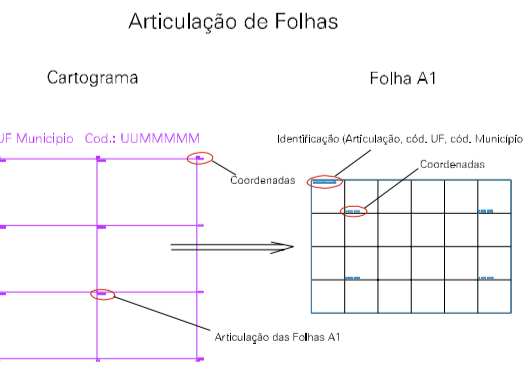 Articulação de Folhas
Cartograma
Folha A1
UF Municipio Cod.: UUMMMMM
Identificação (Articulação, cód. UF, cód. Município
Coordenadas
Coordenadas
Articulação das Folhas A1